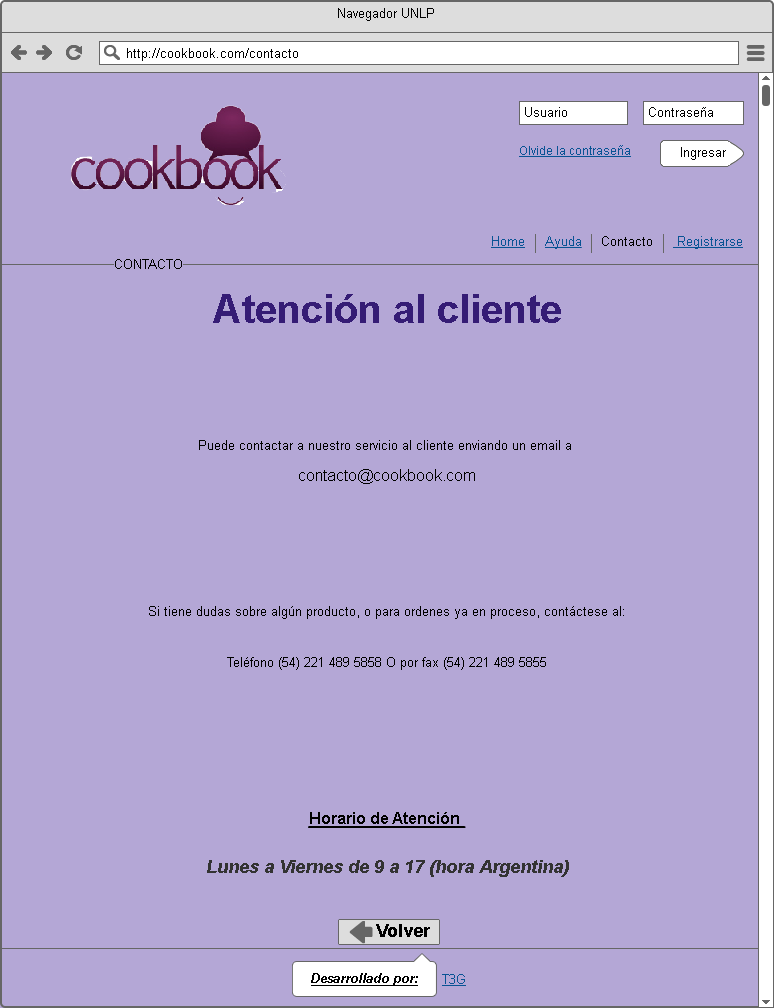 Navegador UNLP
http://cookbook.com/contacto
cookbook
Usuario
Contraseña
Olvide la contraseña
Ingresar
Home
Ayuda
Contacto
Registrarse
CONTACTO
Atención al cliente
Puede contactar a nuestro servicio al cliente enviando un email a
contacto@cookbook.com
Si tiene dudas sobre algún producto, o para ordenes ya en proceso, contáctese al:
Teléfono (54) 221 489 5858 O por fax (54) 221 489 5855
Horario de Atención
Lunes a Viernes de 9 a 17 (hora Argentina)
Volver
Desarrollado por:
T3G